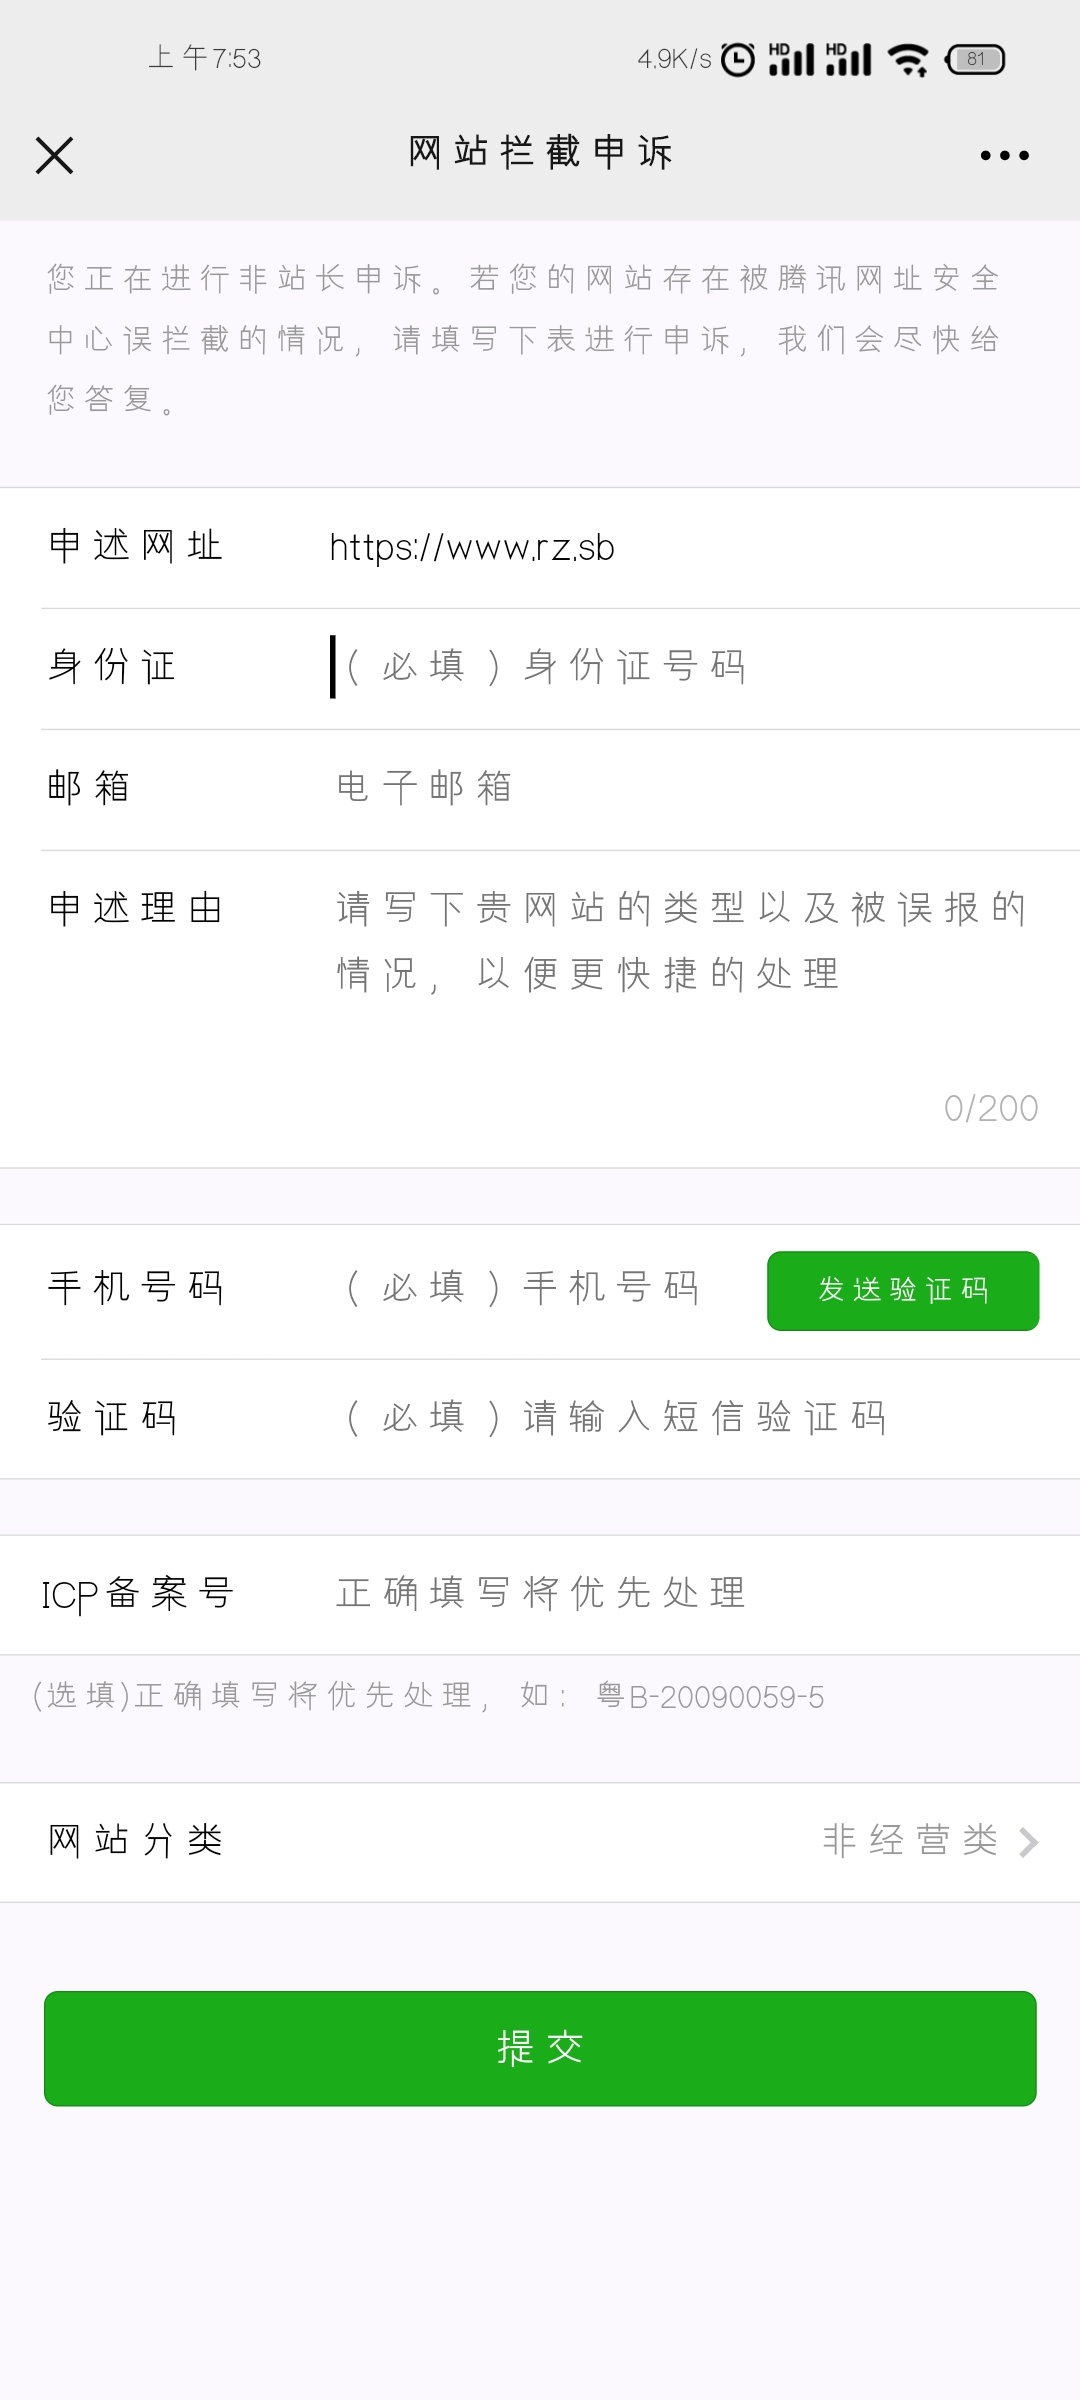 上午7:53 4.9K/s HD HD 81
网站拦截申诉
您正在进行非站长申诉。若您的网站存在被腾讯网址安全
中心误拦截的情况，请填写下表进行申诉，我们会尽快给
您答复。
申述网址 https://www.rz.sb
身份证 （必填）身份证号码
邮箱 电子邮箱
申述理由 请写下贵网站的类型以及被误报的
情况，以便更快捷的处理
0/200
手机号码 （必填）手机号码 发送验证码
验证码 （必填）请输入短信验证码
ICP备案号 正确填写将优先处理
(选填)正确填写将优先处理，如：粤B-20090059-5
网站分类 非经营类
提交